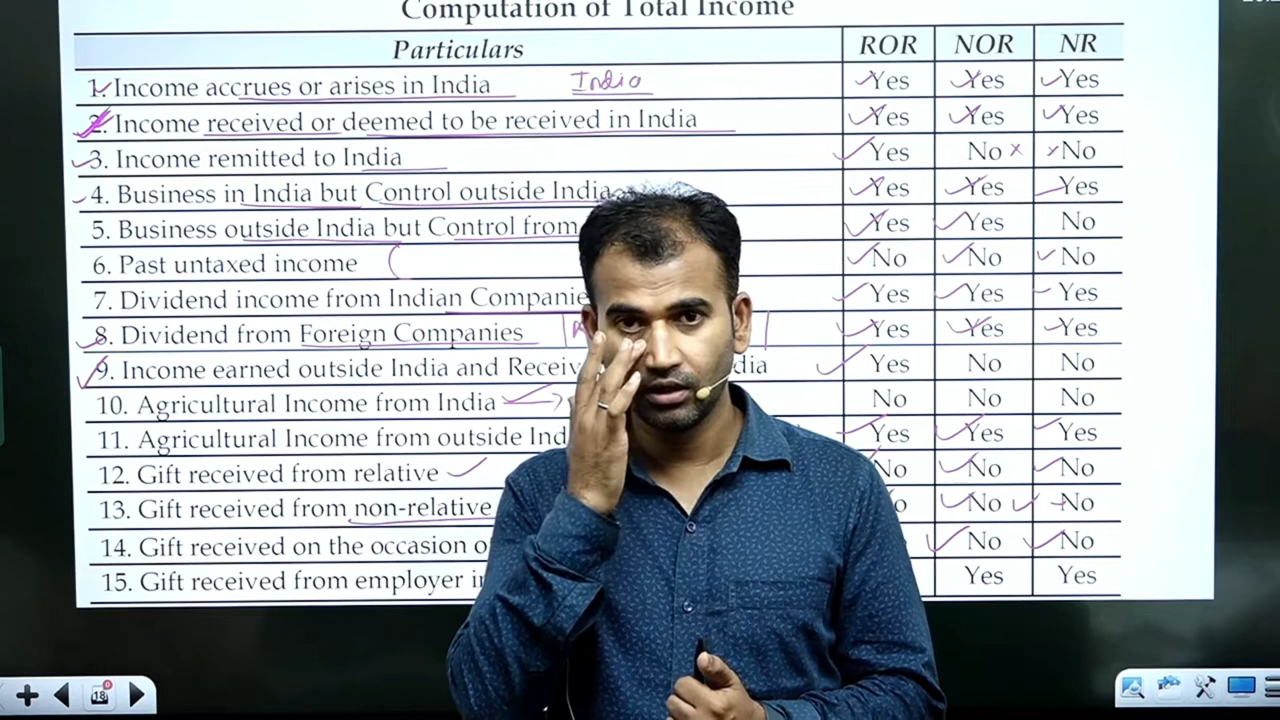 Computation of Total Income
Particulars ROR NOR NR
1. Income accrues or arises in India India Yes Yes Yes
2. Income received or deemed to be received in India Yes Yes Yes
3. Income remitted to India Yes No No
4. Business in India but Control outside India Yes Yes Yes
5. Business outside India but Control from Yes Yes No
6. Past untaxed income No No No
7. Dividend income from Indian Companie Yes Yes Yes
8. Dividend from Foreign Companies Yes Yes Yes
9. Income earned outside India and Receiv dia Yes No No
10. Agricultural Income from India No No No
11. Agricultural Income from outside Ind Yes Yes Yes
12. Gift received from relative No No No
13. Gift received from non-relative o No No
14. Gift received on the occasion o No No
15. Gift received from employer i Yes Yes
18